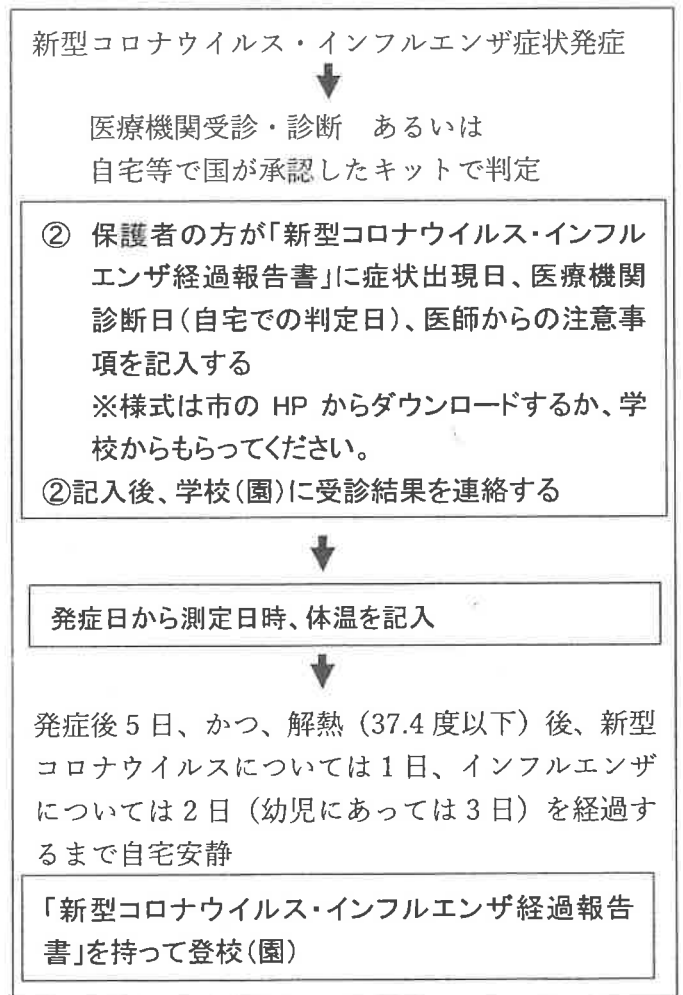 新型コロナウイルス・インフルエンザ症状発症
医療機関受診・診断　あるいは
自宅等で国が承認したキットで判定
②　保護者の方が「新型コロナウイルス・インフル
エンザ経過報告書」に症状出現日、医療機関
診断日(自宅での判定日)、医師からの注意事
項を記入する
※様式は市の HP からダウンロードするか、学
校からもらってください。
②記入後、学校(園)に受診結果を連絡する
発症日から測定日時、体温を記入
発症後５日、かつ、解熱（37.4 度以下）後、新型
コロナウイルスについては１日、インフルエンザ
については２日（幼児にあっては３日）を経過す
るまで自宅安静
「新型コロナウイルス・インフルエンザ経過報告
書」を持って登校(園)